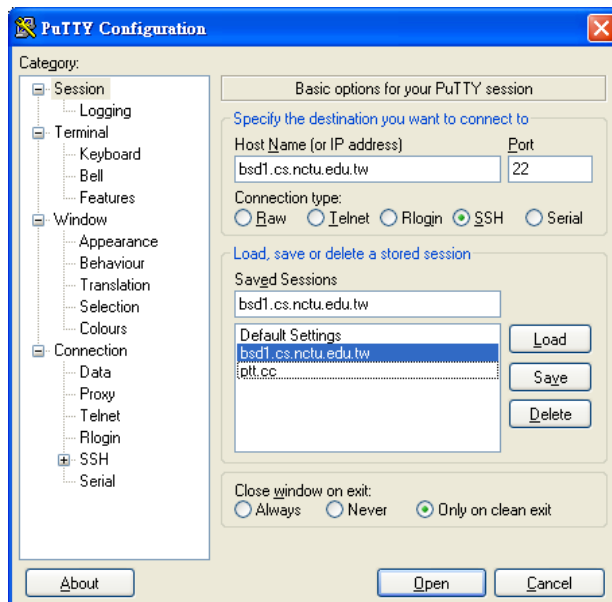 PuTTY Configuration
Category:
Session
Logging
Terminal
Keyboard
Bell
Features
Window
Appearance
Behaviour
Translation
Selection
Colours
Connection
Data
Proxy
Telnet
Rlogin
SSH
Serial
Basic options for your PuTTY session
Specify the destination you want to connect to
Host Name (or IP address) Port
bsd1.cs.nctu.edu.tw 22
Connection type:
Raw Telnet Rlogin SSH Serial
Load, save or delete a stored session
Saved Sessions
bsd1.cs.nctu.edu.tw
Default Settings
bsd1.cs.nctu.edu.tw
ptt.cc
Load
Save
Delete
Close window on exit:
Always Never Only on clean exit
About Open Cancel